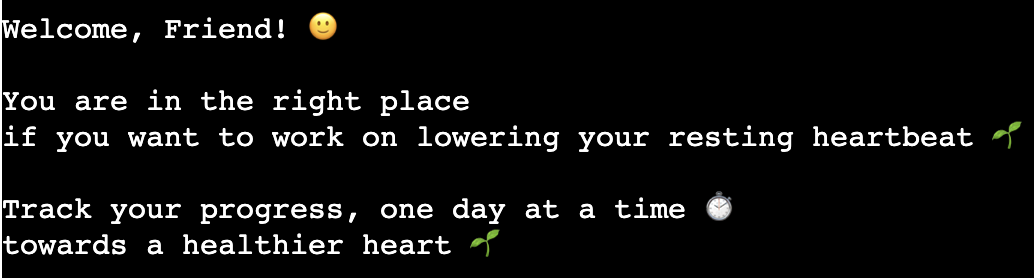 Welcome, Friend! 🙂
You are in the right place
if you want to work on lowering your resting heartbeat 🌱
Track your progress, one day at a time ⏱️
towards a healthier heart 🌱